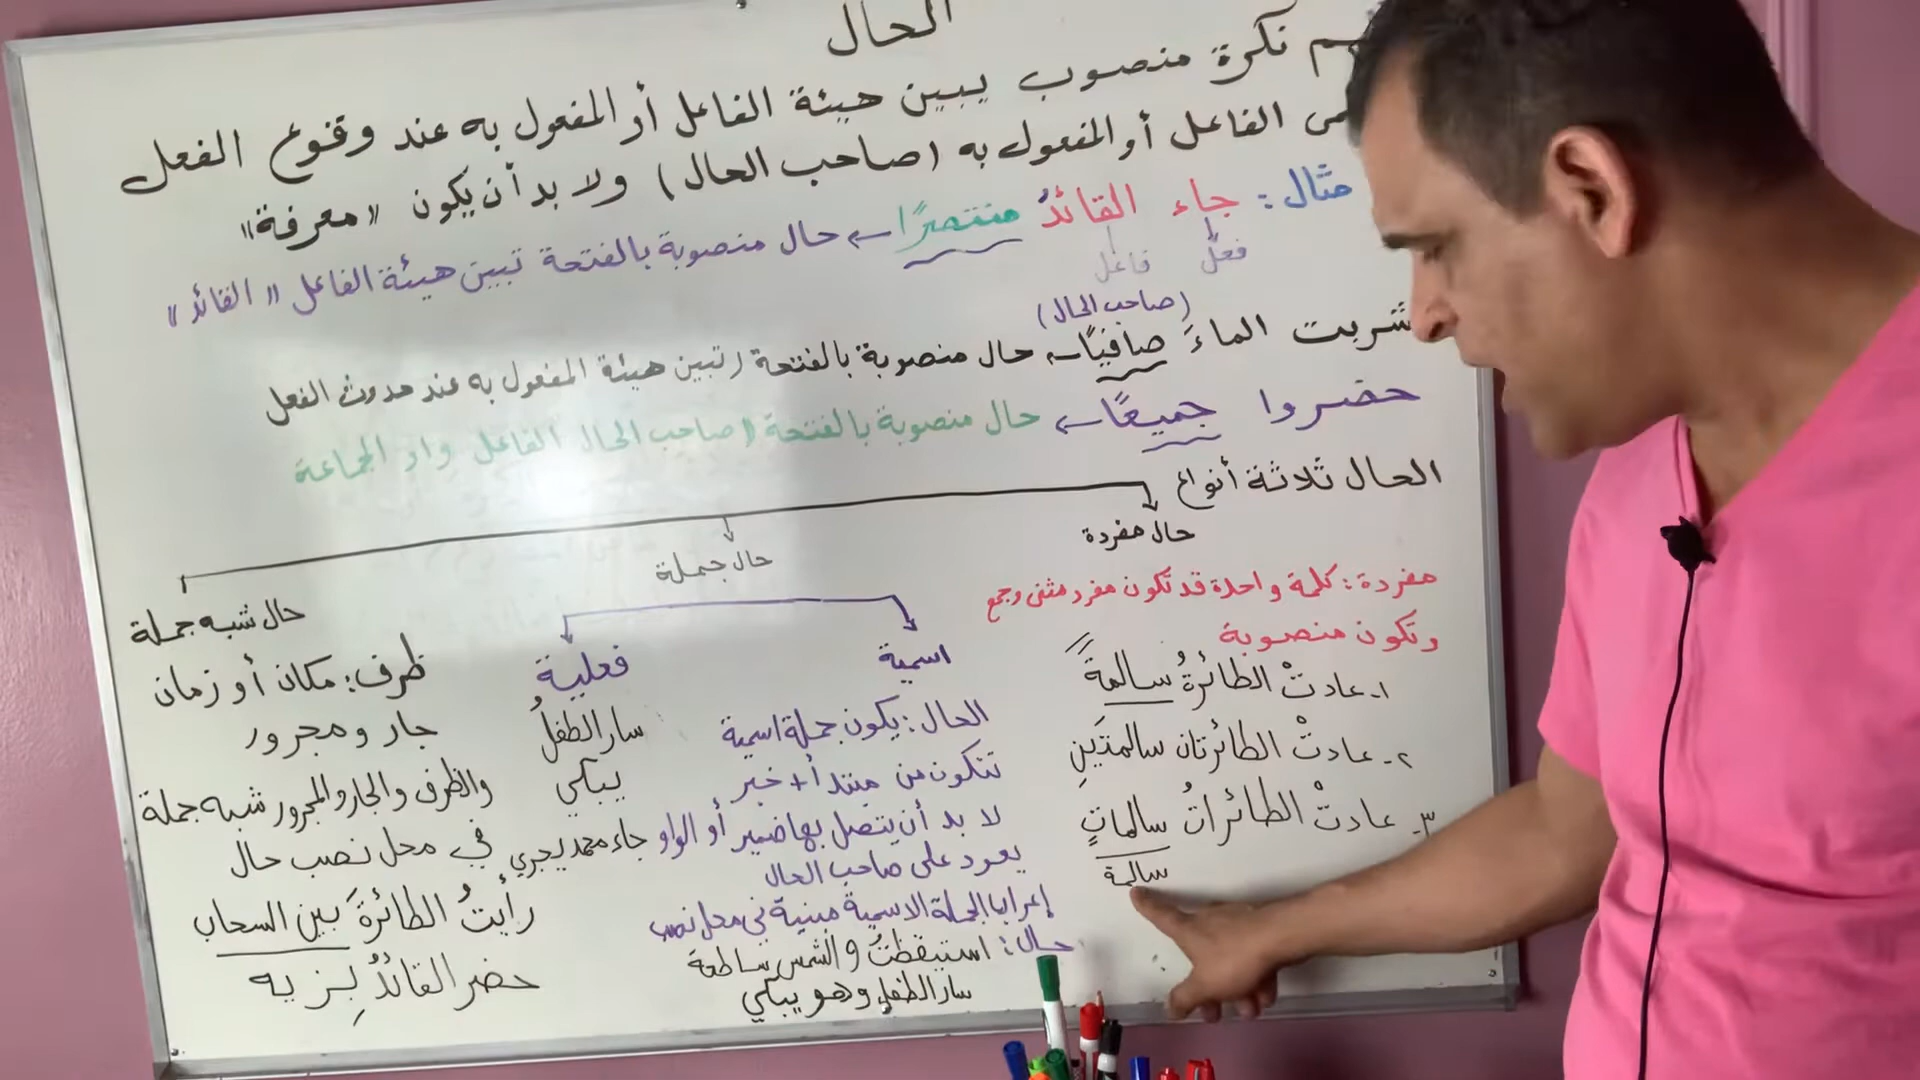 الحال
نكرة منصوب يبين هيئة الفاعل أو المفعول به عند وقوع الفعل
الفاعل أو المفعول به (صاحب الحال) ولا بد أن يكون "معرفة"
مثال: جاء القائدُ منتصرًا ← حال منصوبة بالفتحة تبين هيئة الفاعل "القائد"
فعل فاعل
(صاحب الحال)
شربت الماءَ صافيًا ← حال منصوبة بالفتحة تبين هيئة المفعول به عند حدوث الفعل
حضروا جميعًا ← حال منصوبة بالفتحة (صاحب الحال الفاعل واو الجماعة
الحال ثلاثة أنواع
حال مفردة
حال جملة
حال شبه جملة
مفردة: كلمة واحدة قد تكون مفرد مثنى وجمع
وتكون منصوبة
١- عادتْ الطائرةُ سالمةً
٢- عادتْ الطائرتان سالمتَينِ
٣- عادتْ الطائراتُ سالماتٍ
سالمة
اسمية
الحال: يكون جملة اسمية
تتكون من مبتدأ + خبر
لا بد أن يتصل بها ضمير أو الواو
يعود على صاحب الحال
إعرابها الجملة الاسمية مبنية في محل نصب
حال: استيقظتُ والشمس ساطعة
سار الطفل وهو يبكي
فعلية
سار الطفلُ
يبكي
جاء محمد يجري
ظرف: مكان أو زمان
جار ومجرور
والظرف والجار والمجرور شبه جملة
في محل نصب حال
رأيتُ الطائرةَ بين السحاب
حضر القائدُ بِزيه